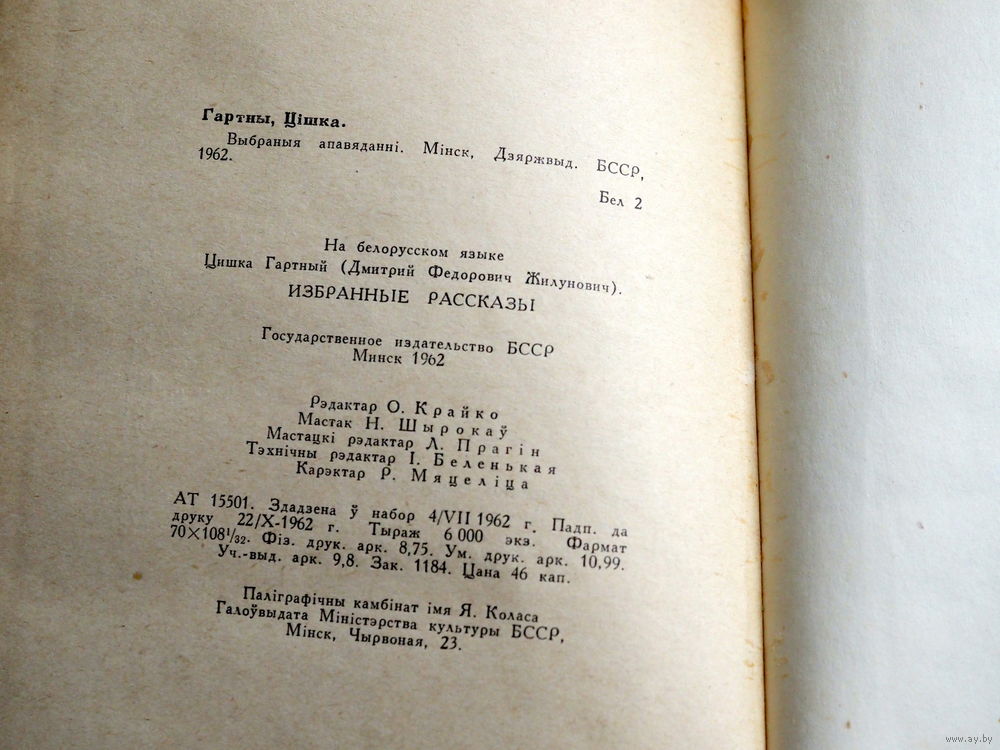 Гартны, Цішка.
Выбраныя апавяданні. Мінск, Дзяржвыд. БССР,
1962.
Бел 2
На белорусском языке
Цишка Гартный (Дмитрий Федорович Жилунович).
ИЗБРАННЫЕ РАССКАЗЫ
Государственное издательство БССР
Минск 1962
Рэдактар О. Крайко
Мастак Н. Шырокаў
Мастацкі рэдактар Л. Прагін
Тэхнічны рэдактар І. Беленькая
Карэктар Р. Мяцеліца
АТ 15501. Здадзена ў набор 4/VII 1962 г. Падп. да
друку 22/X-1962 г. Тыраж 6 000 экз. Фармат
70×108¹/₃₂. Фіз. друк. арк. 8,75. Ум. друк. арк. 10,99.
Уч.-выд. арк. 9,8. Зак. 1184. Цана 46 кап.
Паліграфічны камбінат імя Я. Коласа
Галоўвыдата Міністэрства культуры БССР,
Мінск, Чырвоная, 23.
www.ay.by